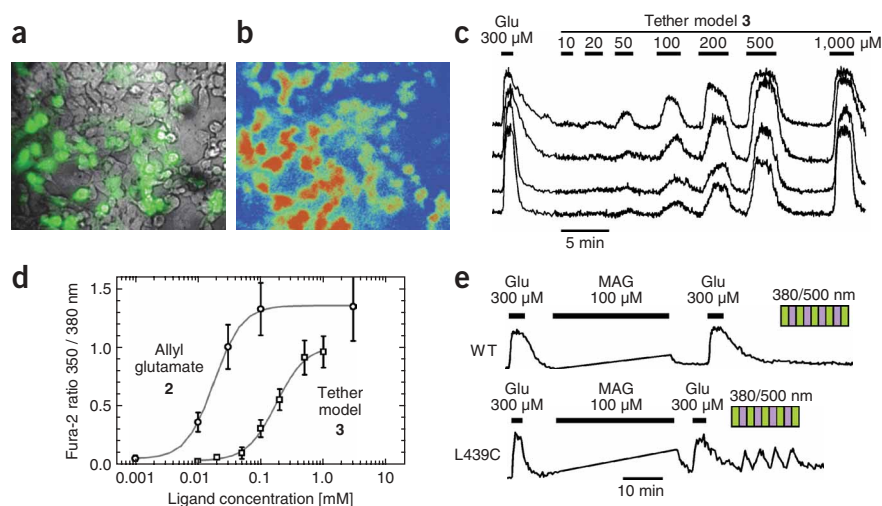 a
b
c
Glu
300 µM
Tether model 3
10 20 50 100 200 500 1,000 µM
5 min
d
Fura-2 ratio 350 / 380 nm
1.5
1.0
0.5
0.0
Allyl
glutamate
2
Tether
model
3
0.001 0.01 0.1 1.0 10
Ligand concentration [mM]
e
Glu
300 µM
MAG
100 µM
Glu
300 µM
380/500 nm
WT
Glu
300 µM
MAG
100 µM
Glu
300 µM
380/500 nm
L439C
10 min